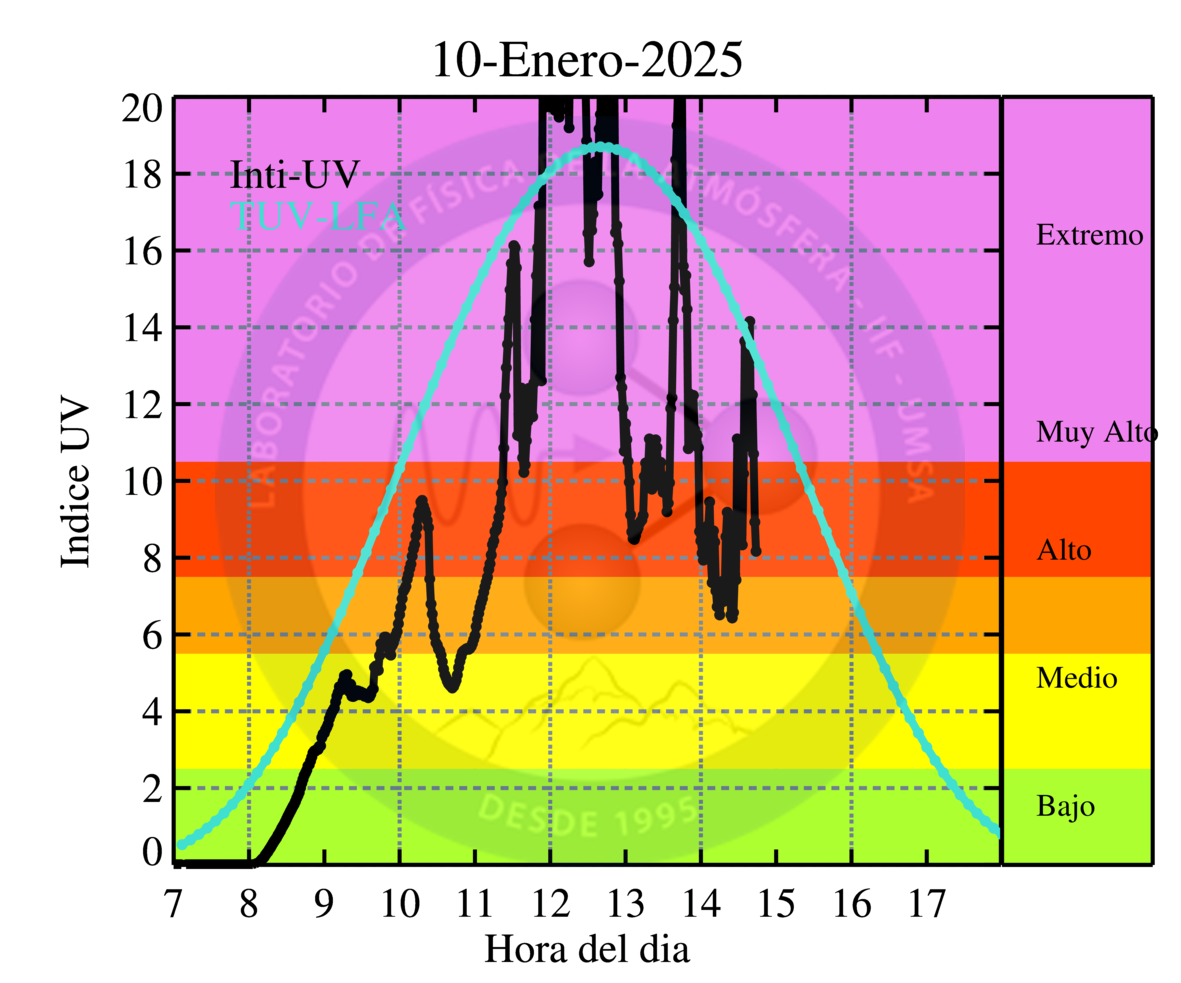 10-Enero-2025
Inti-UV
TUV-LFA
LABORATORIO DE FÍSICA DE LA ATMÓSFERA - IIF - UMSA
DESDE 1995
Indice UV
20
18
16
14
12
10
8
6
4
2
0
Extremo
Muy Alto
Alto
Medio
Bajo
7 8 9 10 11 12 13 14 15 16 17
Hora del dia